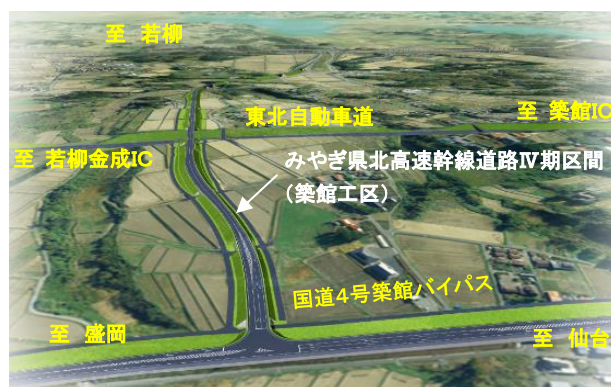 至 若柳
東北自動車道
至 築館IC
至 若柳金成IC
みやぎ県北高速幹線道路Ⅳ期区間
（築館工区）
国道4号築館バイパス
至 盛岡
至 仙台